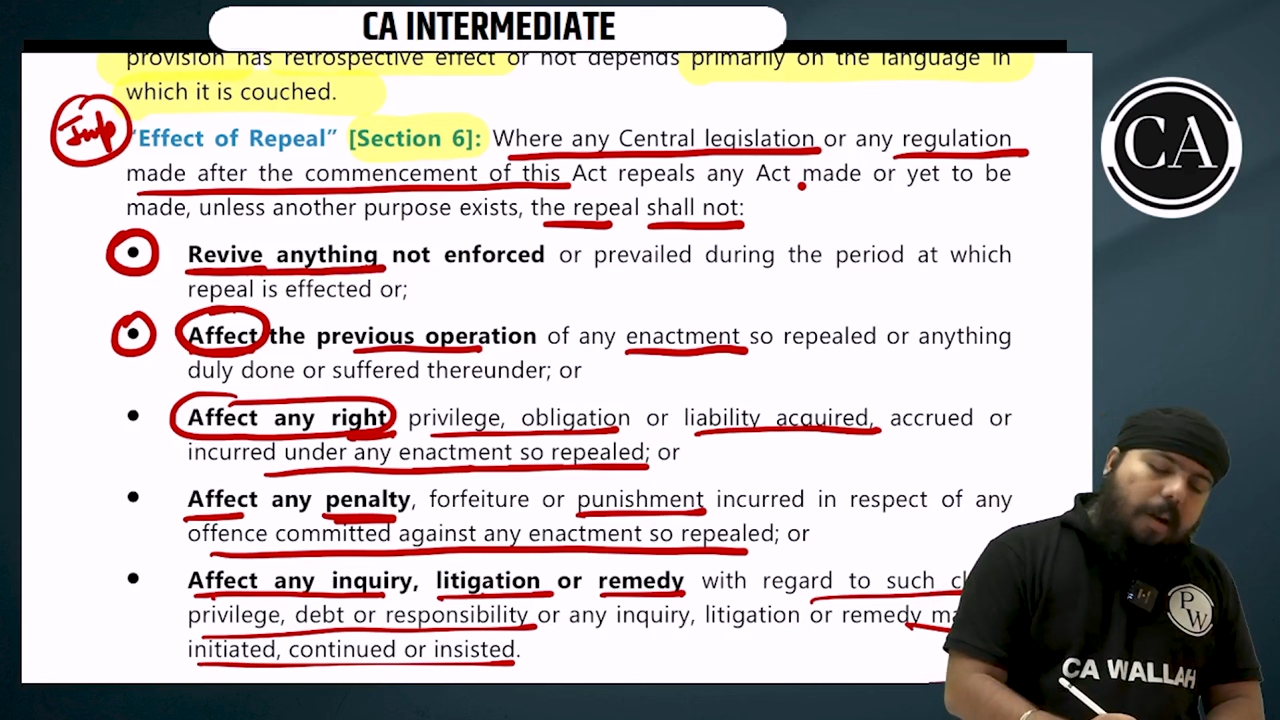 CA INTERMEDIATE
provision has retrospective effect or not depends primarily on the language in
which it is couched.
Imp
"Effect of Repeal" [Section 6]: Where any Central legislation or any regulation
made after the commencement of this Act repeals any Act made or yet to be
made, unless another purpose exists, the repeal shall not:
• Revive anything not enforced or prevailed during the period at which
repeal is effected or;
• Affect the previous operation of any enactment so repealed or anything
duly done or suffered thereunder; or
• Affect any right privilege, obligation or liability acquired, accrued or
incurred under any enactment so repealed; or
• Affect any penalty, forfeiture or punishment incurred in respect of any
offence committed against any enactment so repealed; or
• Affect any inquiry, litigation or remedy with regard to such
privilege, debt or responsibility or any inquiry, litigation or remedy
initiated, continued or insisted.
CA
PW
CA WALLAH